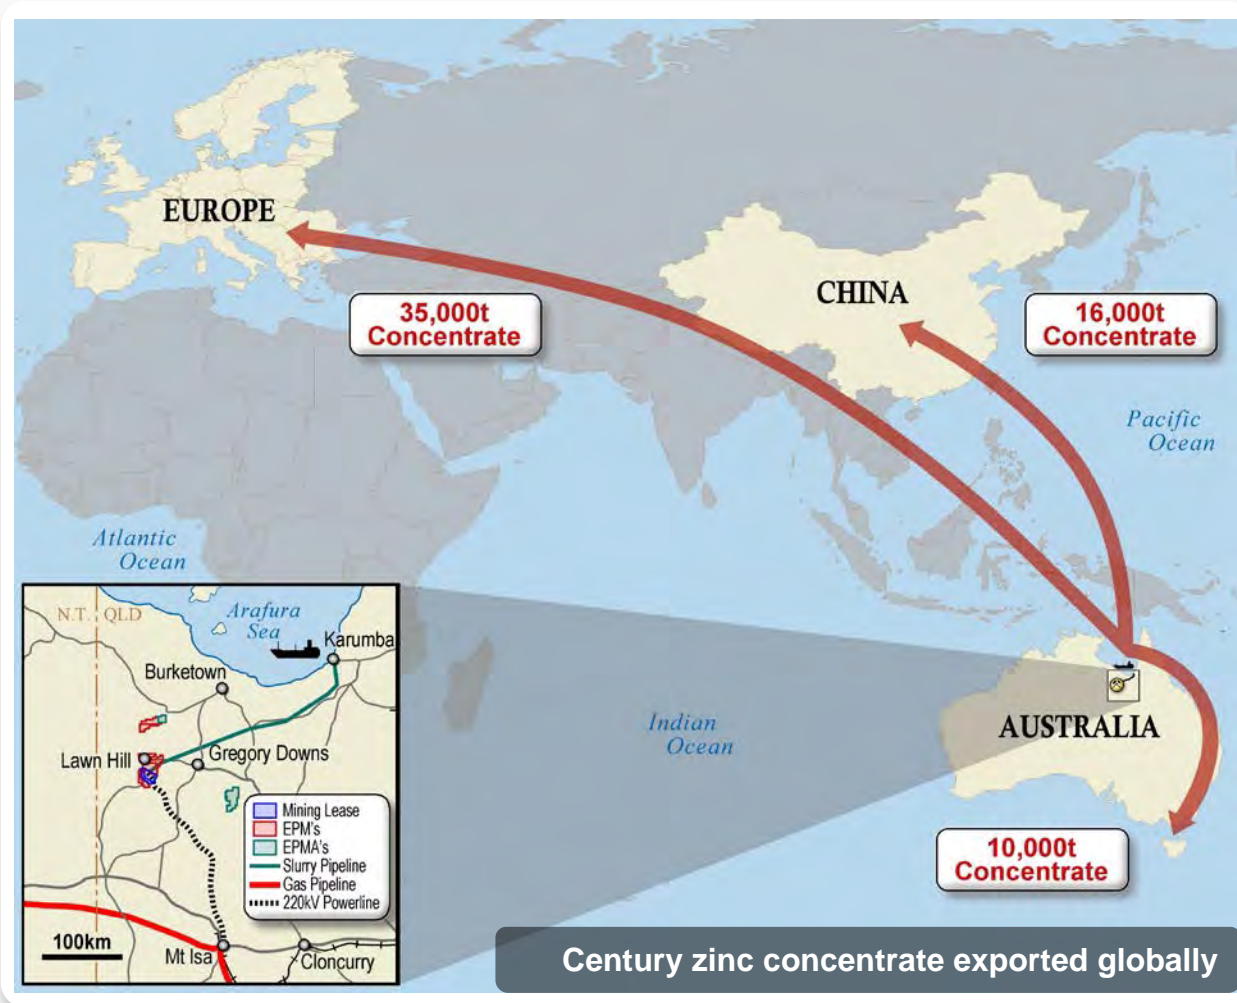 EUROPE
CHINA
35,000t
Concentrate
16,000t
Concentrate
Pacific
Ocean
Atlantic
Ocean
Indian
Ocean
AUSTRALIA
10,000t
Concentrate
N.T.
QLD
Arafura
Sea
Karumba
Burketown
Lawn Hill
Gregory Downs
Mining Lease
EPM's
EPMA's
Slurry Pipeline
Gas Pipeline
220kV Powerline
100km
Mt Isa
Cloncurry
Century zinc concentrate exported globally